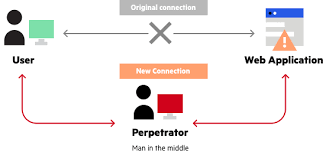 Original connection
User
Web Application
New Connection
Perpetrator
Man in the middle